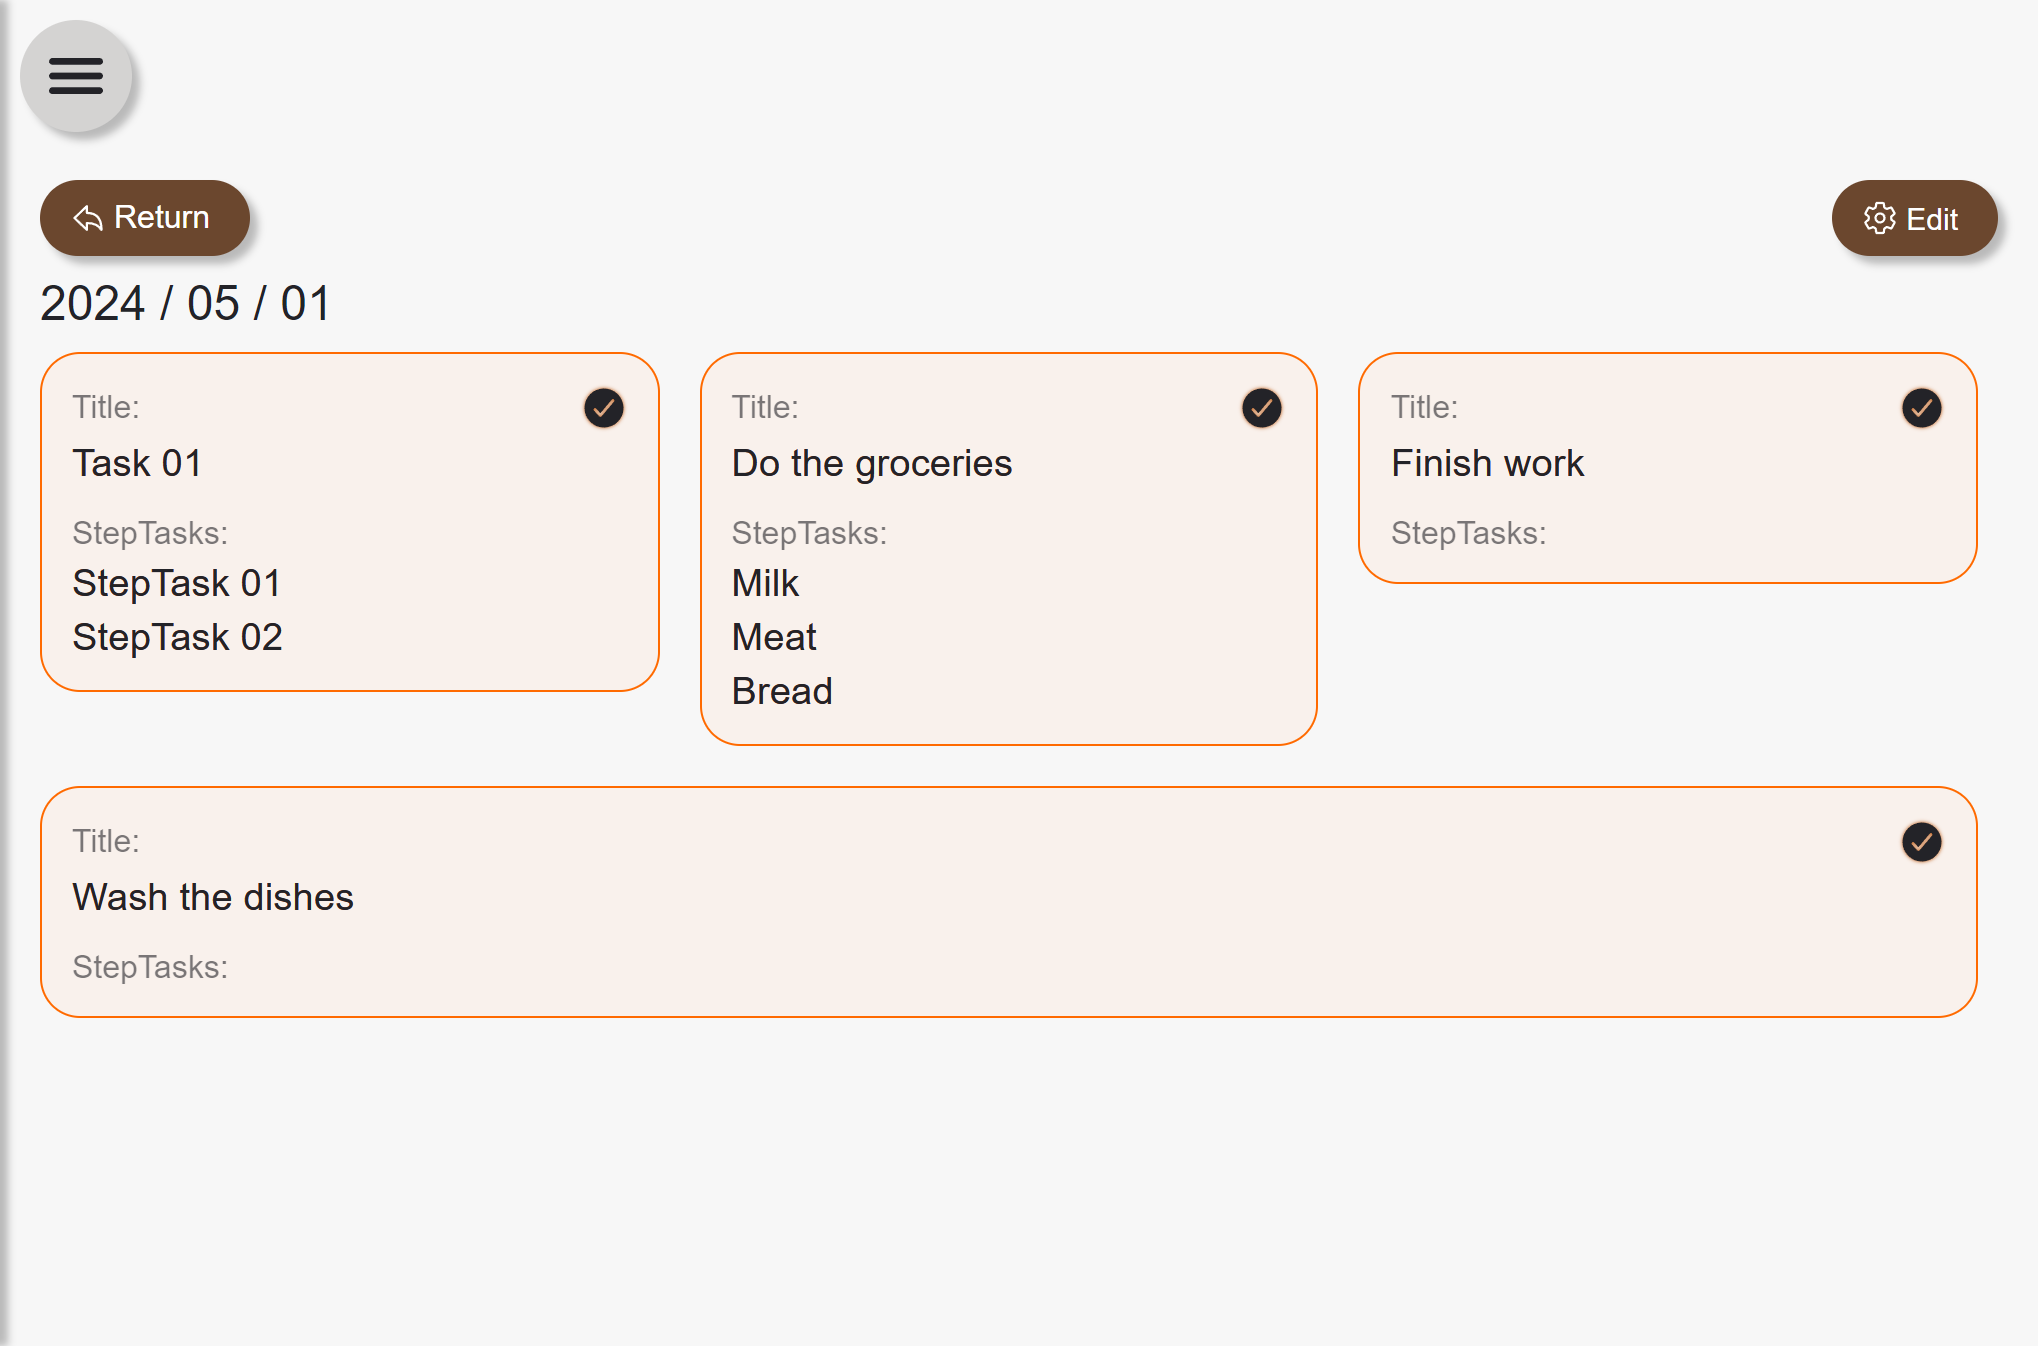 Return
Edit
2024 / 05 / 01
Title:
Task 01
StepTasks:
StepTask 01
StepTask 02
Title:
Do the groceries
StepTasks:
Milk
Meat
Bread
Title:
Finish work
StepTasks:
Title:
Wash the dishes
StepTasks: